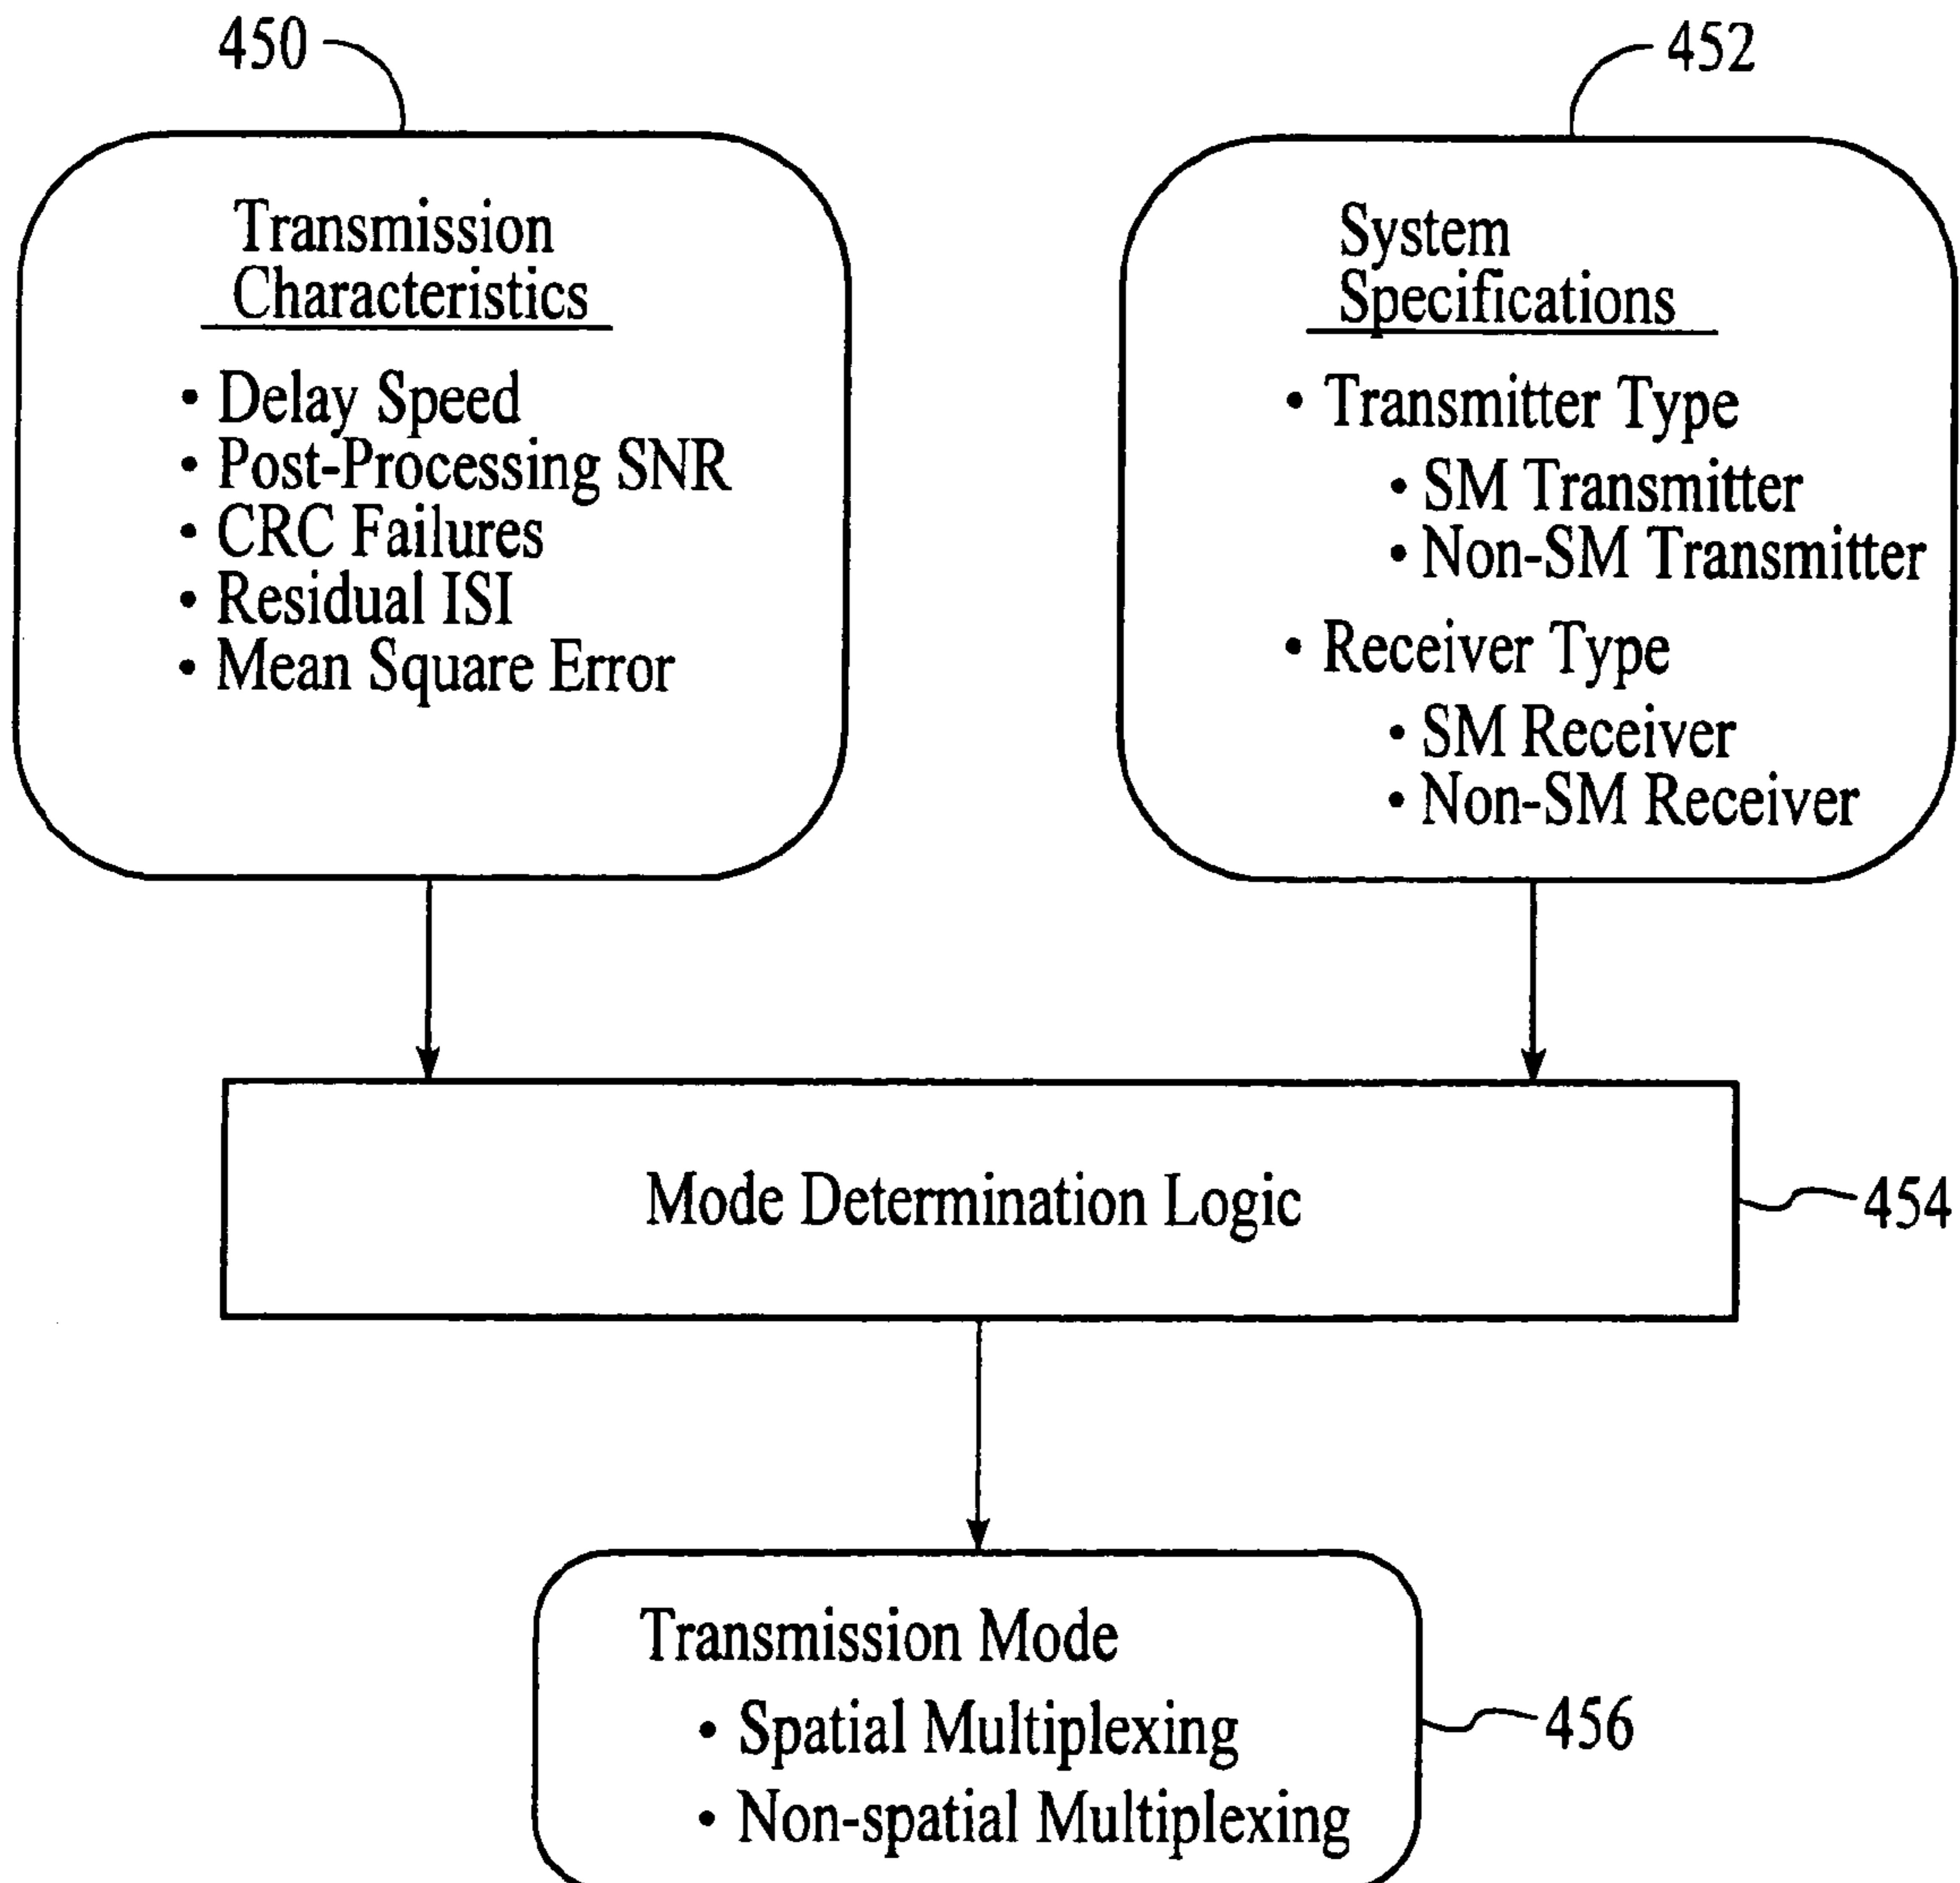 450
452
Transmission
Characteristics
• Delay Speed
• Post-Processing SNR
• CRC Failures
• Residual ISI
• Mean Square Error
System
Specifications
• Transmitter Type
• SM Transmitter
• Non-SM Transmitter
• Receiver Type
• SM Receiver
• Non-SM Receiver
Mode Determination Logic
454
Transmission Mode
• Spatial Multiplexing
• Non-spatial Multiplexing
456